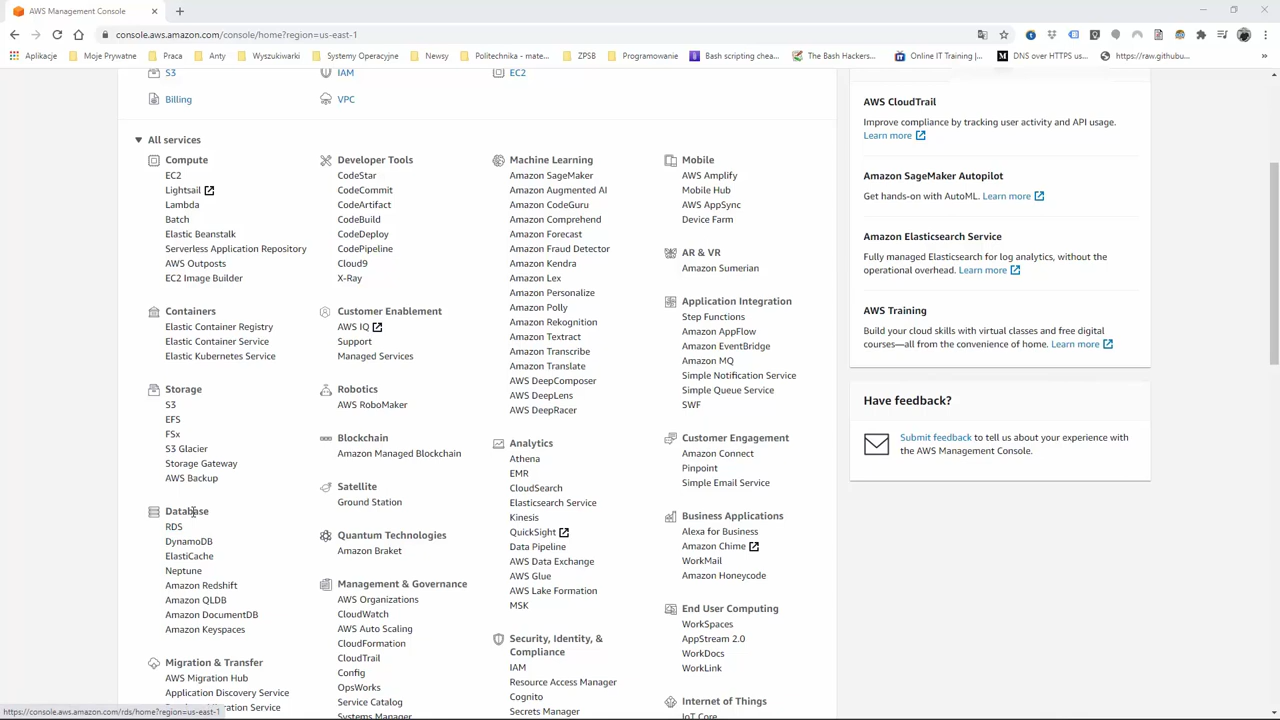 AWS Management Console
console.aws.amazon.com/console/home?region=us-east-1
Aplikacje
Moje Prywatne
Praca
Anty
Wyszukiwarki
Systemy Operacyjne
Newsy
Politechnika - mate...
ZPSB
Programowanie
Bash scripting chea...
The Bash Hackers...
Online IT Training |...
DNS over HTTPS us...
https://raw.githubu...
S3
IAM
EC2
Billing
VPC
All services
Compute
EC2
Lightsail
Lambda
Batch
Elastic Beanstalk
Serverless Application Repository
AWS Outposts
EC2 Image Builder
Containers
Elastic Container Registry
Elastic Container Service
Elastic Kubernetes Service
Storage
S3
EFS
FSx
S3 Glacier
Storage Gateway
AWS Backup
Database
RDS
DynamoDB
ElastiCache
Neptune
Amazon Redshift
Amazon QLDB
Amazon DocumentDB
Amazon Keyspaces
Migration & Transfer
AWS Migration Hub
Application Discovery Service
Migration Service
https://console.aws.amazon.com/rds/home?region=us-east-1
Developer Tools
CodeStar
CodeCommit
CodeArtifact
CodeBuild
CodeDeploy
CodePipeline
Cloud9
X-Ray
Customer Enablement
AWS IQ
Support
Managed Services
Robotics
AWS RoboMaker
Blockchain
Amazon Managed Blockchain
Satellite
Ground Station
Quantum Technologies
Amazon Braket
Management & Governance
AWS Organizations
CloudWatch
AWS Auto Scaling
CloudFormation
CloudTrail
Config
OpsWorks
Service Catalog
Systems Manager
Machine Learning
Amazon SageMaker
Amazon Augmented AI
Amazon CodeGuru
Amazon Comprehend
Amazon Forecast
Amazon Fraud Detector
Amazon Kendra
Amazon Lex
Amazon Personalize
Amazon Polly
Amazon Rekognition
Amazon Textract
Amazon Transcribe
Amazon Translate
AWS DeepComposer
AWS DeepLens
AWS DeepRacer
Analytics
Athena
EMR
CloudSearch
Elasticsearch Service
Kinesis
QuickSight
Data Pipeline
AWS Data Exchange
AWS Glue
AWS Lake Formation
MSK
Security, Identity, &
Compliance
IAM
Resource Access Manager
Cognito
Secrets Manager
Mobile
AWS Amplify
Mobile Hub
AWS AppSync
Device Farm
AR & VR
Amazon Sumerian
Application Integration
Step Functions
Amazon AppFlow
Amazon EventBridge
Amazon MQ
Simple Notification Service
Simple Queue Service
SWF
Customer Engagement
Amazon Connect
Pinpoint
Simple Email Service
Business Applications
Alexa for Business
Amazon Chime
WorkMail
Amazon Honeycode
End User Computing
WorkSpaces
AppStream 2.0
WorkDocs
WorkLink
Internet of Things
IoT Core
AWS CloudTrail
Improve compliance by tracking user activity and API usage.
Learn more
Amazon SageMaker Autopilot
Get hands-on with AutoML. Learn more
Amazon Elasticsearch Service
Fully managed Elasticsearch for log analytics, without the
operational overhead. Learn more
AWS Training
Build your cloud skills with virtual classes and free digital
courses—all from the convenience of home. Learn more
Have feedback?
Submit feedback to tell us about your experience with
the AWS Management Console.